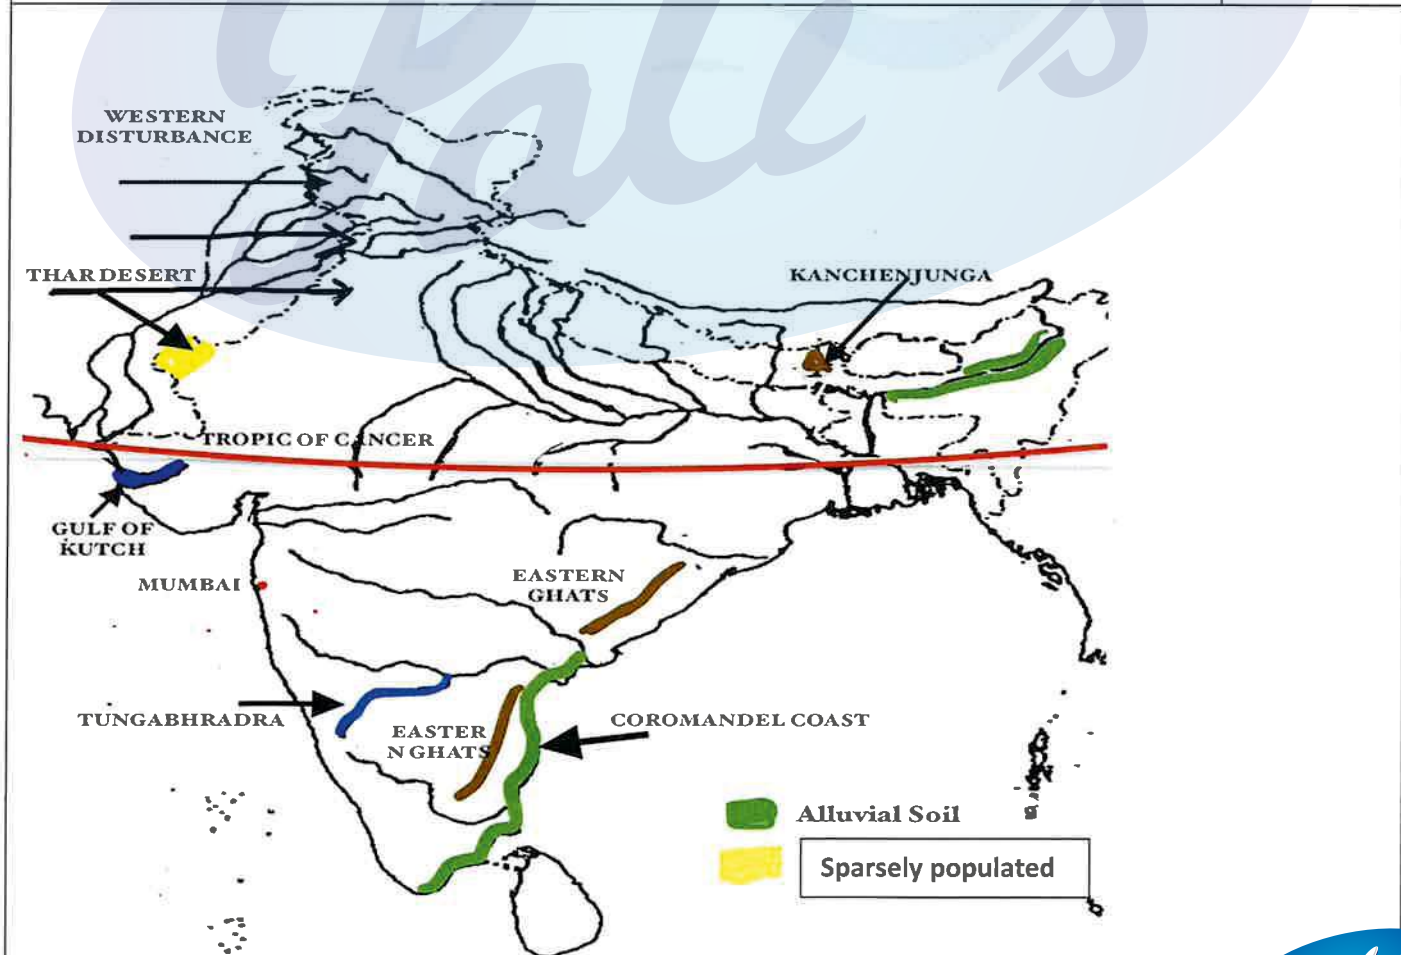 WESTERN
DISTURBANCE
THAR DESERT
KANCHENJUNGA
TROPIC OF CANCER
GULF OF
KUTCH
MUMBAI
EASTERN
GHATS
TUNGABHRADRA
EASTER
N GHATS
COROMANDEL COAST
Alluvial Soil
Sparsely populated